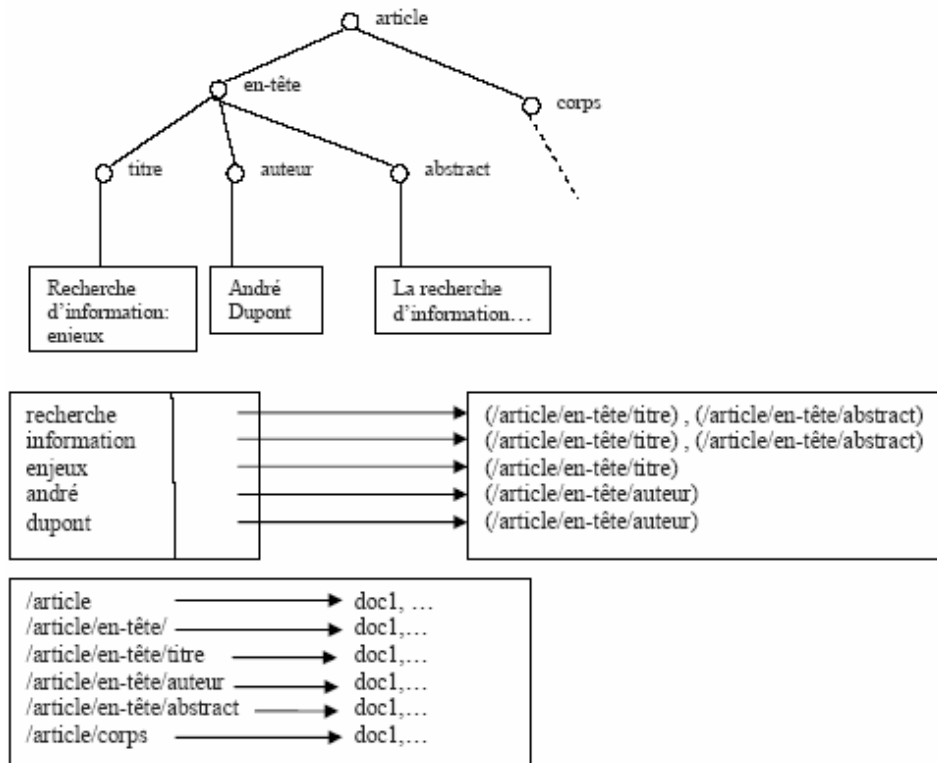 article
en-tête
corps
titre
auteur
abstract
Recherche
d’information:
enjeux
André
Dupont
La recherche
d’information…
recherche
information
enjeux
andré
dupont
(/article/en-tête/titre) , (/article/en-tête/abstract)
(/article/en-tête/titre) , (/article/en-tête/abstract)
(/article/en-tête/titre)
(/article/en-tête/auteur)
(/article/en-tête/auteur)
/article doc1, …
/article/en-tête/ doc1,…
/article/en-tête/titre doc1,…
/article/en-tête/auteur doc1,…
/article/en-tête/abstract doc1,…
/article/corps doc1,…